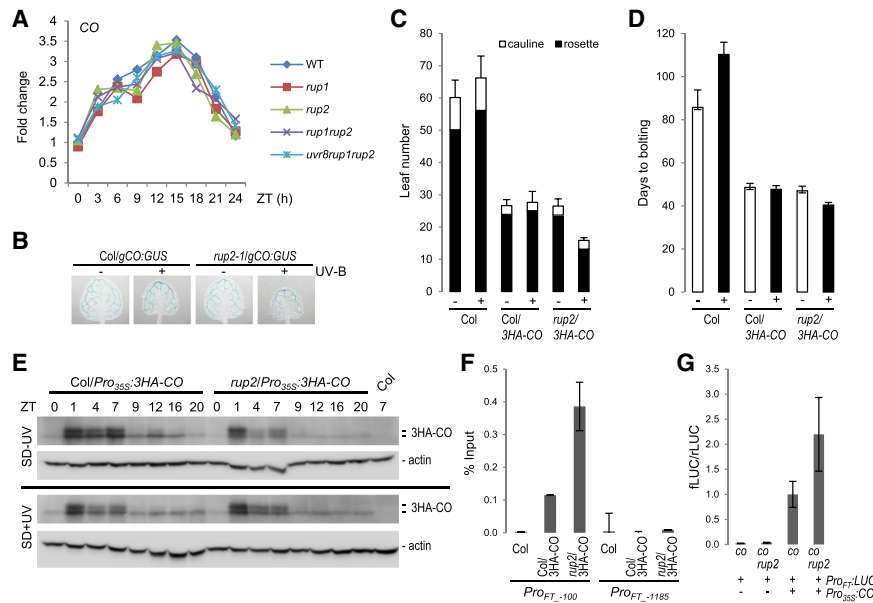 A
CO
Fold change
4
3.5
3
2.5
2
1.5
1
0.5
0
0 3 6 9 12 15 18 21 24 ZT (h)
WT
rup1
rup2
rup1rup2
uvr8rup1rup2
B
Col/gCO:GUS rup2-1/gCO:GUS
- + - + UV-B
C
Leaf number
80
70
60
50
40
30
20
10
0
cauline
rosette
- + - + - +
Col Col/ rup2/
3HA-CO 3HA-CO
D
Days to bolting
120
100
80
60
40
20
0
- + - + - +
Col Col/ rup2/
3HA-CO 3HA-CO
E
Col/Pro35S:3HA-CO rup2/Pro35S:3HA-CO Col
ZT 0 1 4 7 9 12 16 20 0 1 4 7 9 12 16 20 7
SD-UV
3HA-CO
- actin
SD+UV
3HA-CO
- actin
F
% Input
0.5
0.4
0.3
0.2
0.1
0.0
Col Col/ 3HA-CO rup2/ 3HA-CO Col Col/ 3HA-CO rup2/ 3HA-CO
ProFT_-100 ProFT_-1185
G
fLUC/rLUC
3.5
3.0
2.5
2.0
1.5
1.0
0.5
0.0
co co co co
rup2 rup2
+ + + + ProFT:LUC
- - + + Pro35S:CO